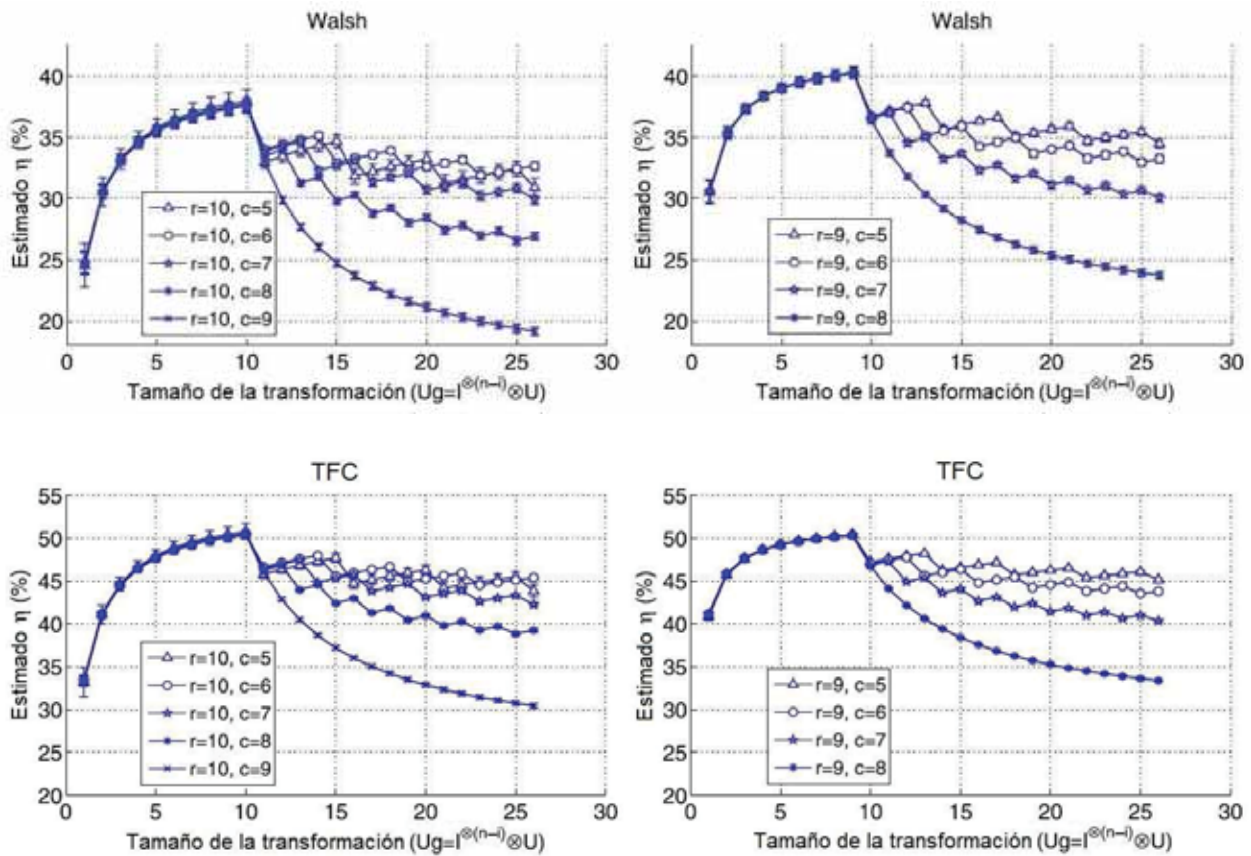 Walsh
Estimado η (%)
40
35
30
25
20
r=10, c=5
r=10, c=6
r=10, c=7
r=10, c=8
r=10, c=9
0 5 10 15 20 25 30
Tamaño de la transformación (Ug=I⊗(n–i)⊗U)
Walsh
Estimado η (%)
40
35
30
25
20
r=9, c=5
r=9, c=6
r=9, c=7
r=9, c=8
0 5 10 15 20 25 30
Tamaño de la transformación (Ug=I⊗(n–i)⊗U)
TFC
Estimado η (%)
55
50
45
40
35
30
25
20
r=10, c=5
r=10, c=6
r=10, c=7
r=10, c=8
r=10, c=9
0 5 10 15 20 25 30
Tamaño de la transformación (Ug=I⊗(n–i)⊗U)
TFC
Estimado η (%)
55
50
45
40
35
30
25
20
r=9, c=5
r=9, c=6
r=9, c=7
r=9, c=8
0 5 10 15 20 25 30
Tamaño de la transformación (Ug=I⊗(n–i)⊗U)